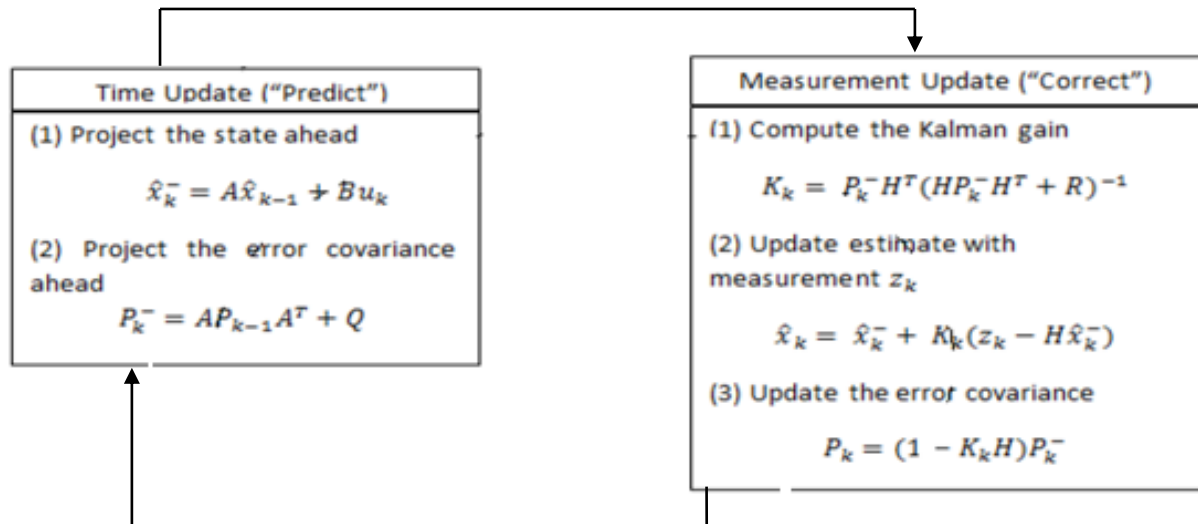 Time Update (“Predict”)
(1) Project the state ahead
x̂ₖ⁻ = Ax̂ₖ₋₁ + Buₖ
(2) Project the error covariance
ahead
Pₖ⁻ = APₖ₋₁Aᵀ + Q
Measurement Update (“Correct”)
(1) Compute the Kalman gain
Kₖ = Pₖ⁻Hᵀ(HPₖ⁻Hᵀ + R)⁻¹
(2) Update estimate with
measurement zₖ
x̂ₖ = x̂ₖ⁻ + Kₖ(zₖ − Hx̂ₖ⁻)
(3) Update the error covariance
Pₖ = (1 − KₖH)Pₖ⁻